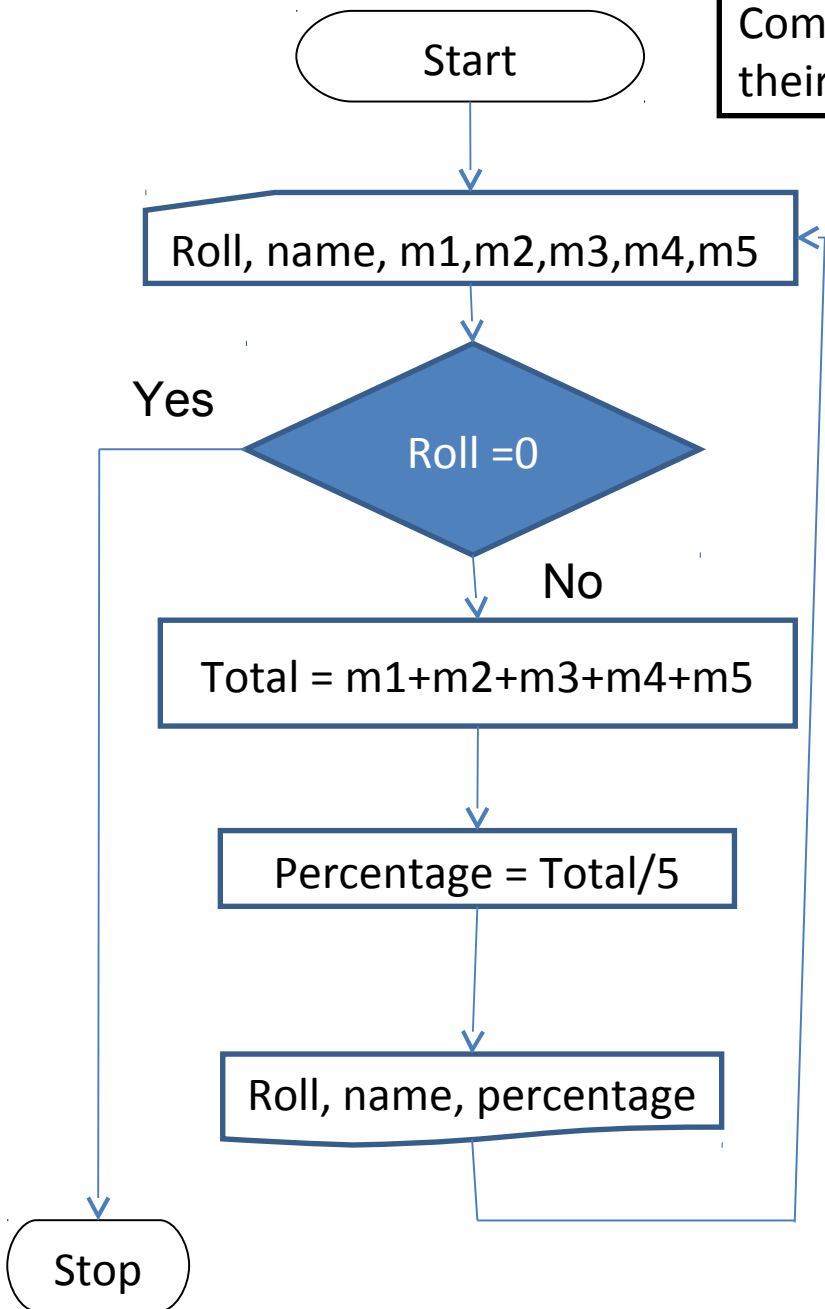 Com
their
Start
Roll, name, m1,m2,m3,m4,m5
Yes
Roll =0
No
Total = m1+m2+m3+m4+m5
Percentage = Total/5
Roll, name, percentage
Stop